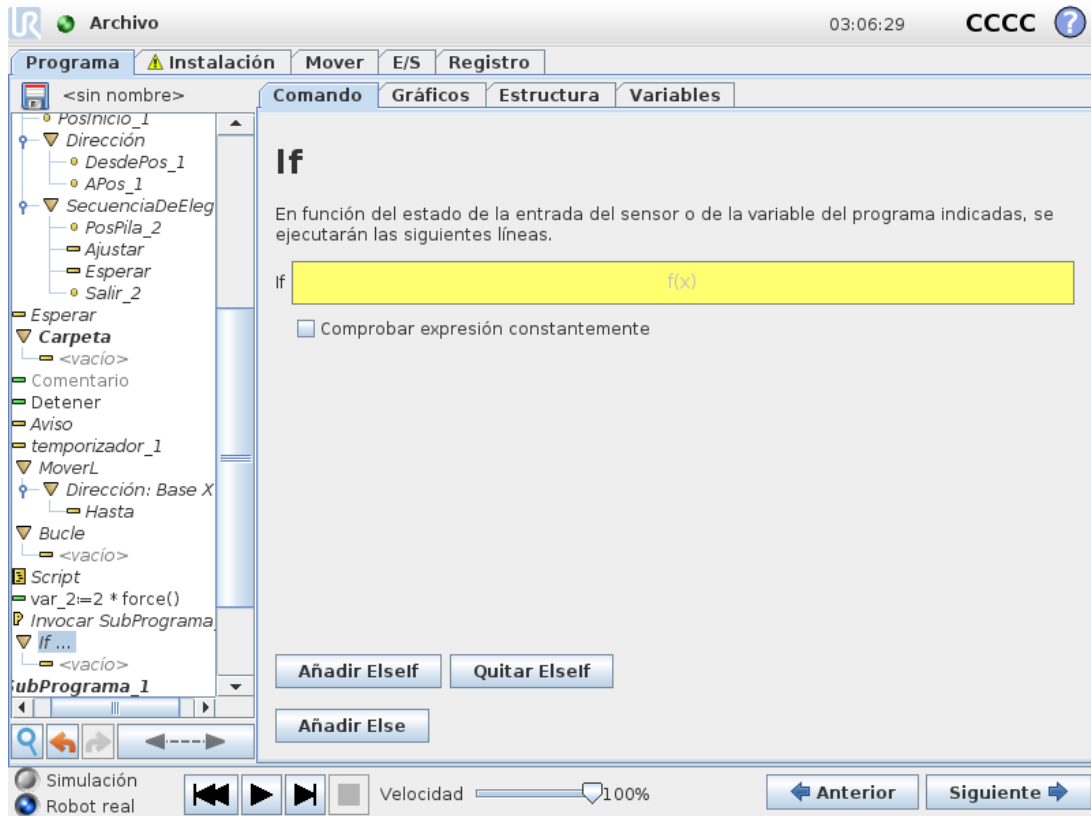 UR Archivo 03:06:29 CCCC ?
Programa Instalación Mover E/S Registro
<sin nombre> Comando Gráficos Estructura Variables
PosInicio_1
Dirección
DesdePos_1
APos_1
SecuenciaDeEleg
PosPila_2
Ajustar
Esperar
Salir_2
Esperar
Carpeta
<vacío>
Comentario
Detener
Aviso
temporizador_1
MoverL
Dirección: Base X
Hasta
Bucle
<vacío>
Script
var_2:=2 * force()
Invocar SubPrograma_
If ...
<vacío>
SubPrograma_1
If
En función del estado de la entrada del sensor o de la variable del programa indicadas, se
ejecutarán las siguientes líneas.
If f(x)
Comprobar expresión constantemente
Añadir ElseIf Quitar ElseIf
Añadir Else
Simulación
Robot real
Velocidad 100%
Anterior Siguiente